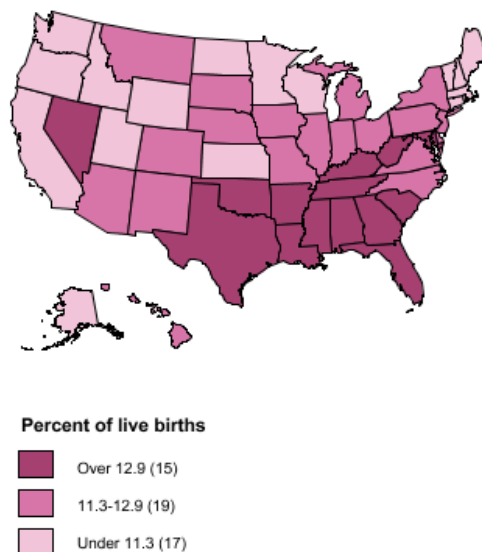 Percent of live births
Over 12.9 (15)
11.3-12.9 (19)
Under 11.3 (17)